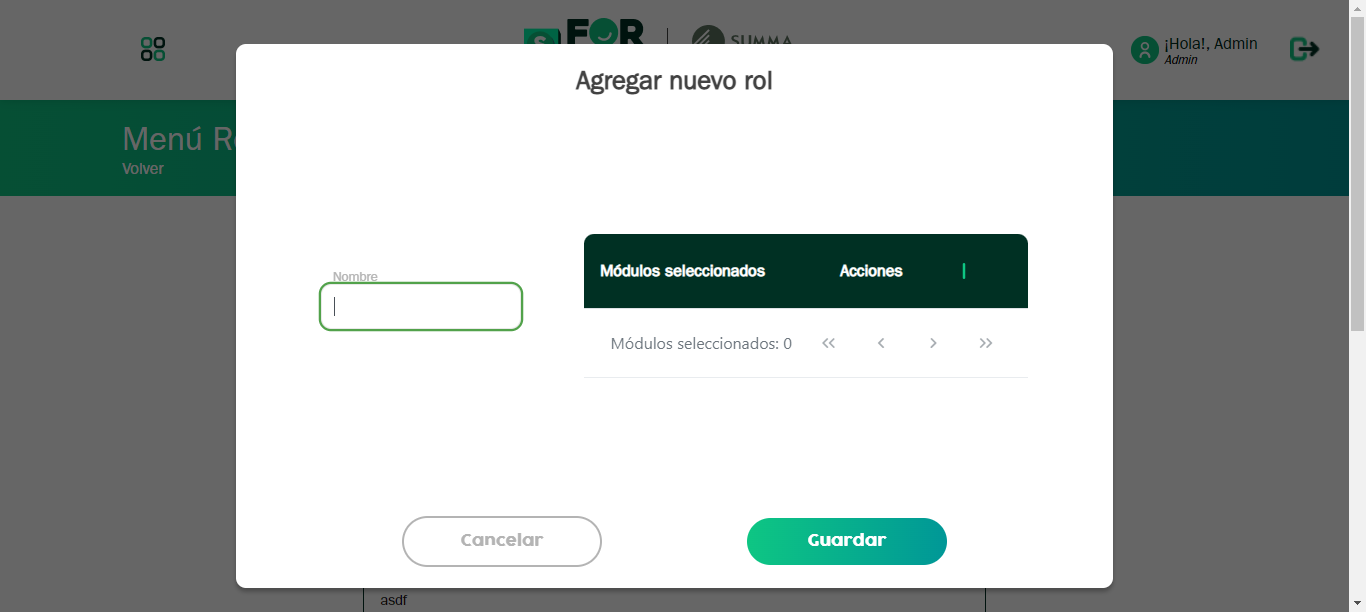 FOR
S
SUMMA
¡Hola!, Admin
Admin
Agregar nuevo rol
Menú R
Volver
Nombre
Módulos seleccionados Acciones
Módulos seleccionados: 0
Cancelar
Guardar
asdf